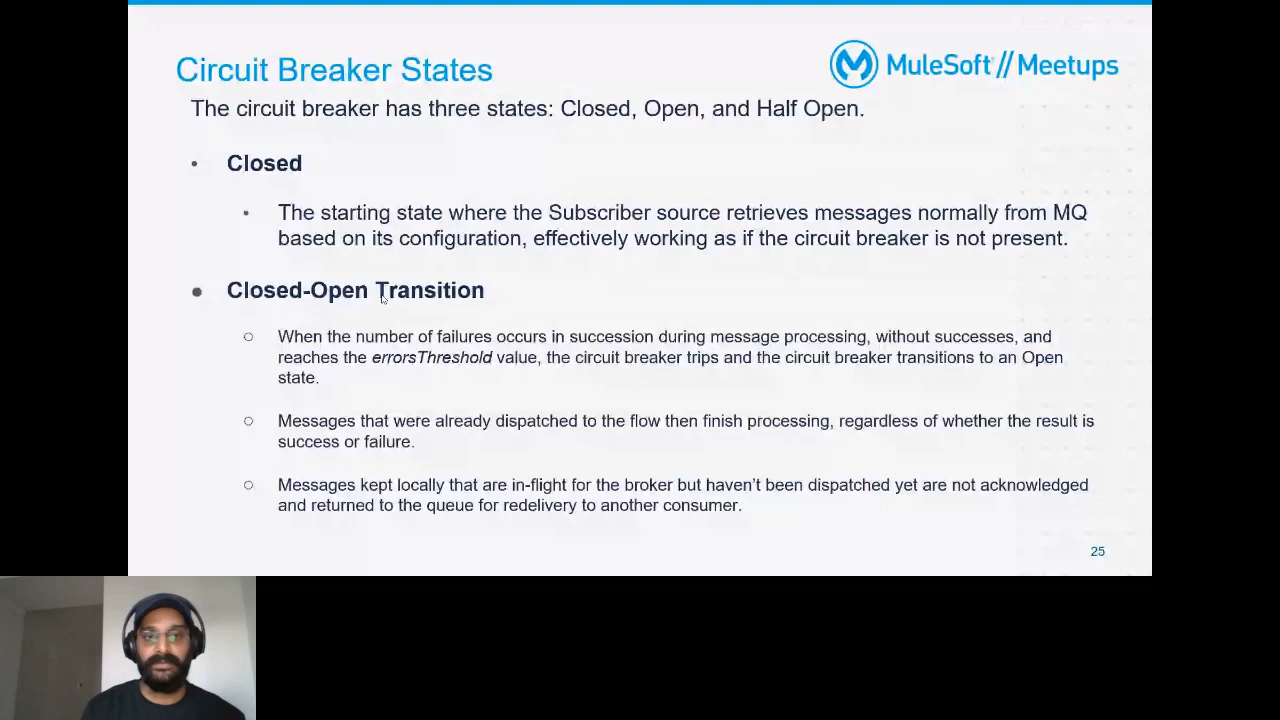 Circuit Breaker States
MuleSoft // Meetups
The circuit breaker has three states: Closed, Open, and Half Open.
• Closed
• The starting state where the Subscriber source retrieves messages normally from MQ
based on its configuration, effectively working as if the circuit breaker is not present.
● Closed-Open Transition
○ When the number of failures occurs in succession during message processing, without successes, and
reaches the errorsThreshold value, the circuit breaker trips and the circuit breaker transitions to an Open
state.
○ Messages that were already dispatched to the flow then finish processing, regardless of whether the result is
success or failure.
○ Messages kept locally that are in-flight for the broker but haven’t been dispatched yet are not acknowledged
and returned to the queue for redelivery to another consumer.
25